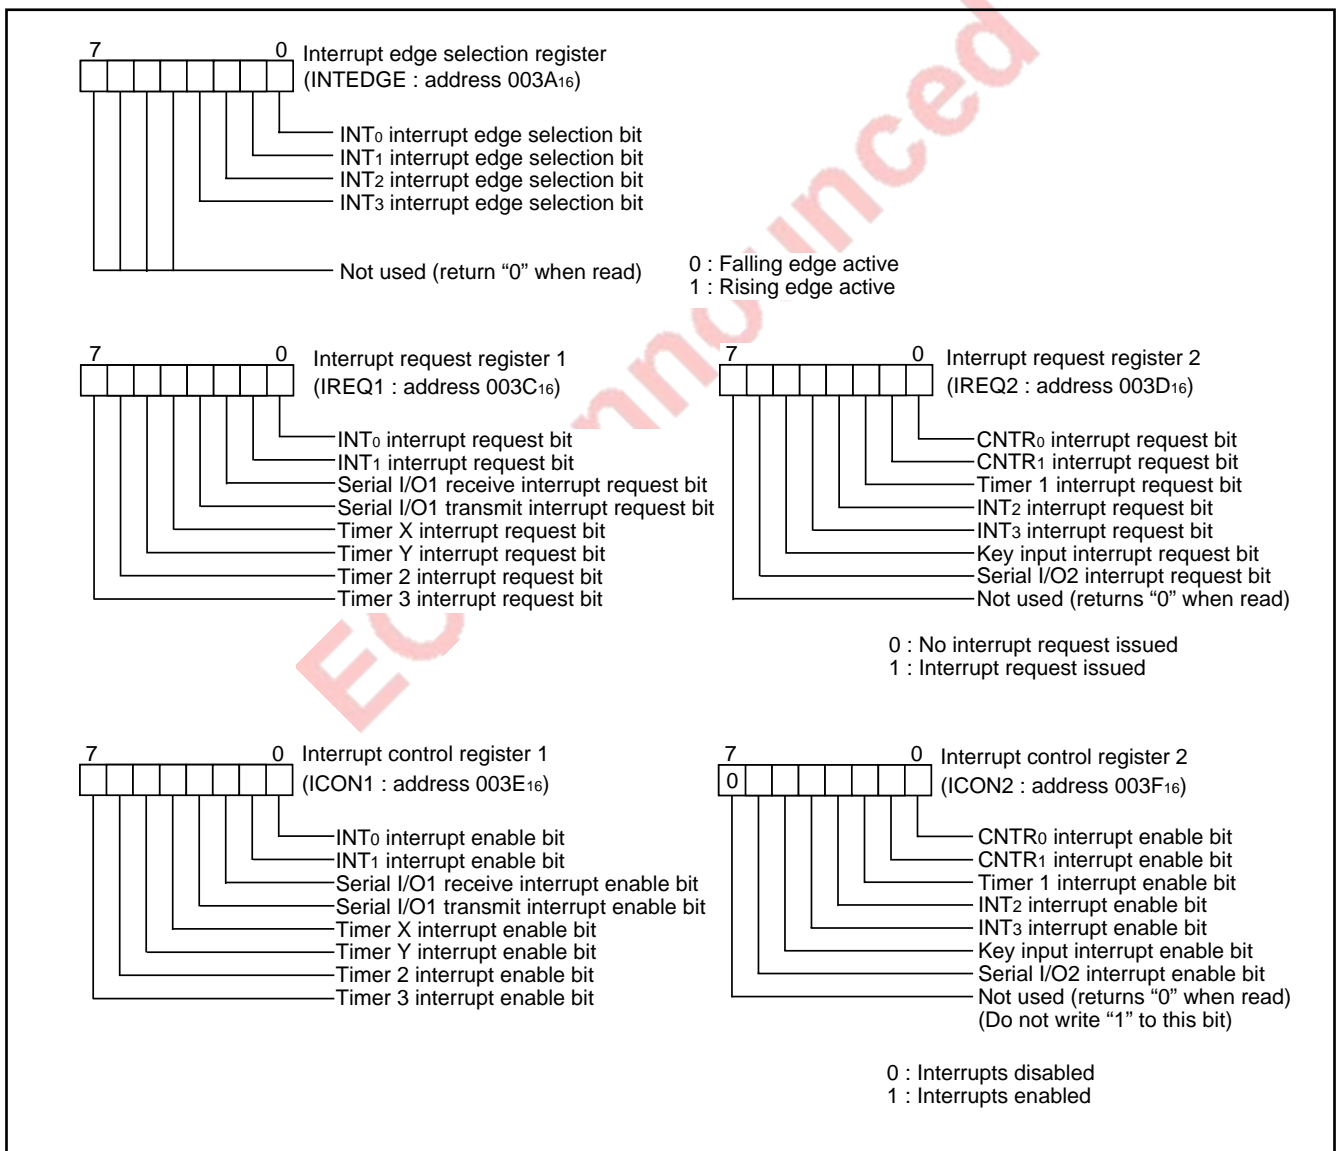 7 0 Interrupt edge selection register
(INTEDGE : address 003A16)
INT0 interrupt edge selection bit
INT1 interrupt edge selection bit
INT2 interrupt edge selection bit
INT3 interrupt edge selection bit
Not used (return “0” when read)
0 : Falling edge active
1 : Rising edge active
7 0 Interrupt request register 1
(IREQ1 : address 003C16)
INT0 interrupt request bit
INT1 interrupt request bit
Serial I/O1 receive interrupt request bit
Serial I/O1 transmit interrupt request bit
Timer X interrupt request bit
Timer Y interrupt request bit
Timer 2 interrupt request bit
Timer 3 interrupt request bit
7 0 Interrupt request register 2
(IREQ2 : address 003D16)
CNTR0 interrupt request bit
CNTR1 interrupt request bit
Timer 1 interrupt request bit
INT2 interrupt request bit
INT3 interrupt request bit
Key input interrupt request bit
Serial I/O2 interrupt request bit
Not used (returns “0” when read)
0 : No interrupt request issued
1 : Interrupt request issued
7 0 Interrupt control register 1
(ICON1 : address 003E16)
INT0 interrupt enable bit
INT1 interrupt enable bit
Serial I/O1 receive interrupt enable bit
Serial I/O1 transmit interrupt enable bit
Timer X interrupt enable bit
Timer Y interrupt enable bit
Timer 2 interrupt enable bit
Timer 3 interrupt enable bit
7 0 Interrupt control register 2
0 (ICON2 : address 003F16)
CNTR0 interrupt enable bit
CNTR1 interrupt enable bit
Timer 1 interrupt enable bit
INT2 interrupt enable bit
INT3 interrupt enable bit
Key input interrupt enable bit
Serial I/O2 interrupt enable bit
Not used (returns “0” when read)
(Do not write “1” to this bit)
0 : Interrupts disabled
1 : Interrupts enabled